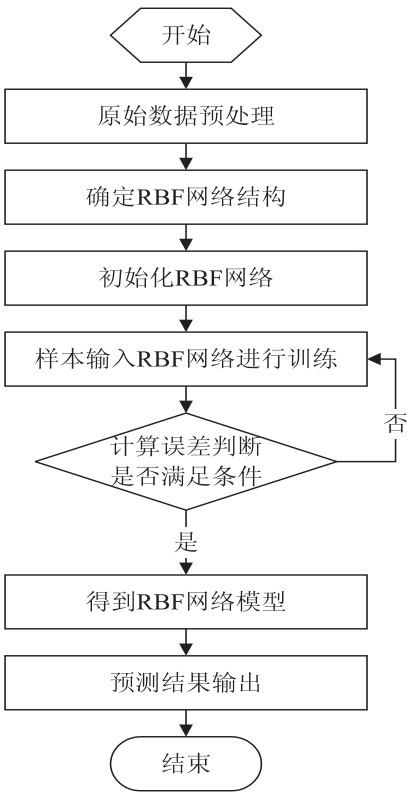 开始
原始数据预处理
确定RBF网络结构
初始化RBF网络
样本输入RBF网络进行训练
否
计算误差判断
是否满足条件
是
得到RBF网络模型
预测结果输出
结束